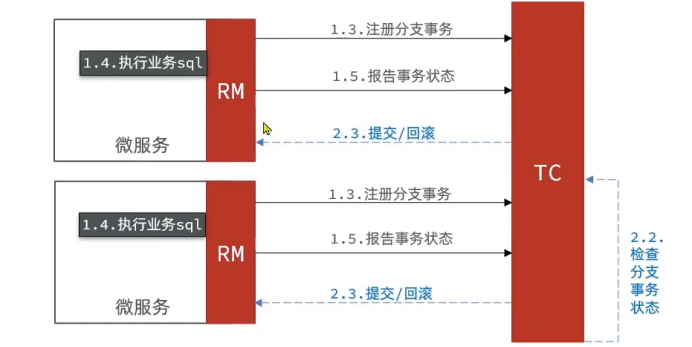 1.3.注册分支事务
1.4.执行业务sql
RM
1.5.报告事务状态
2.3.提交/回滚
微服务
TC
1.3.注册分支事务
1.4.执行业务sql
RM
1.5.报告事务状态
2.3.提交/回滚
微服务
2.2.
检查
分支
事务
状态